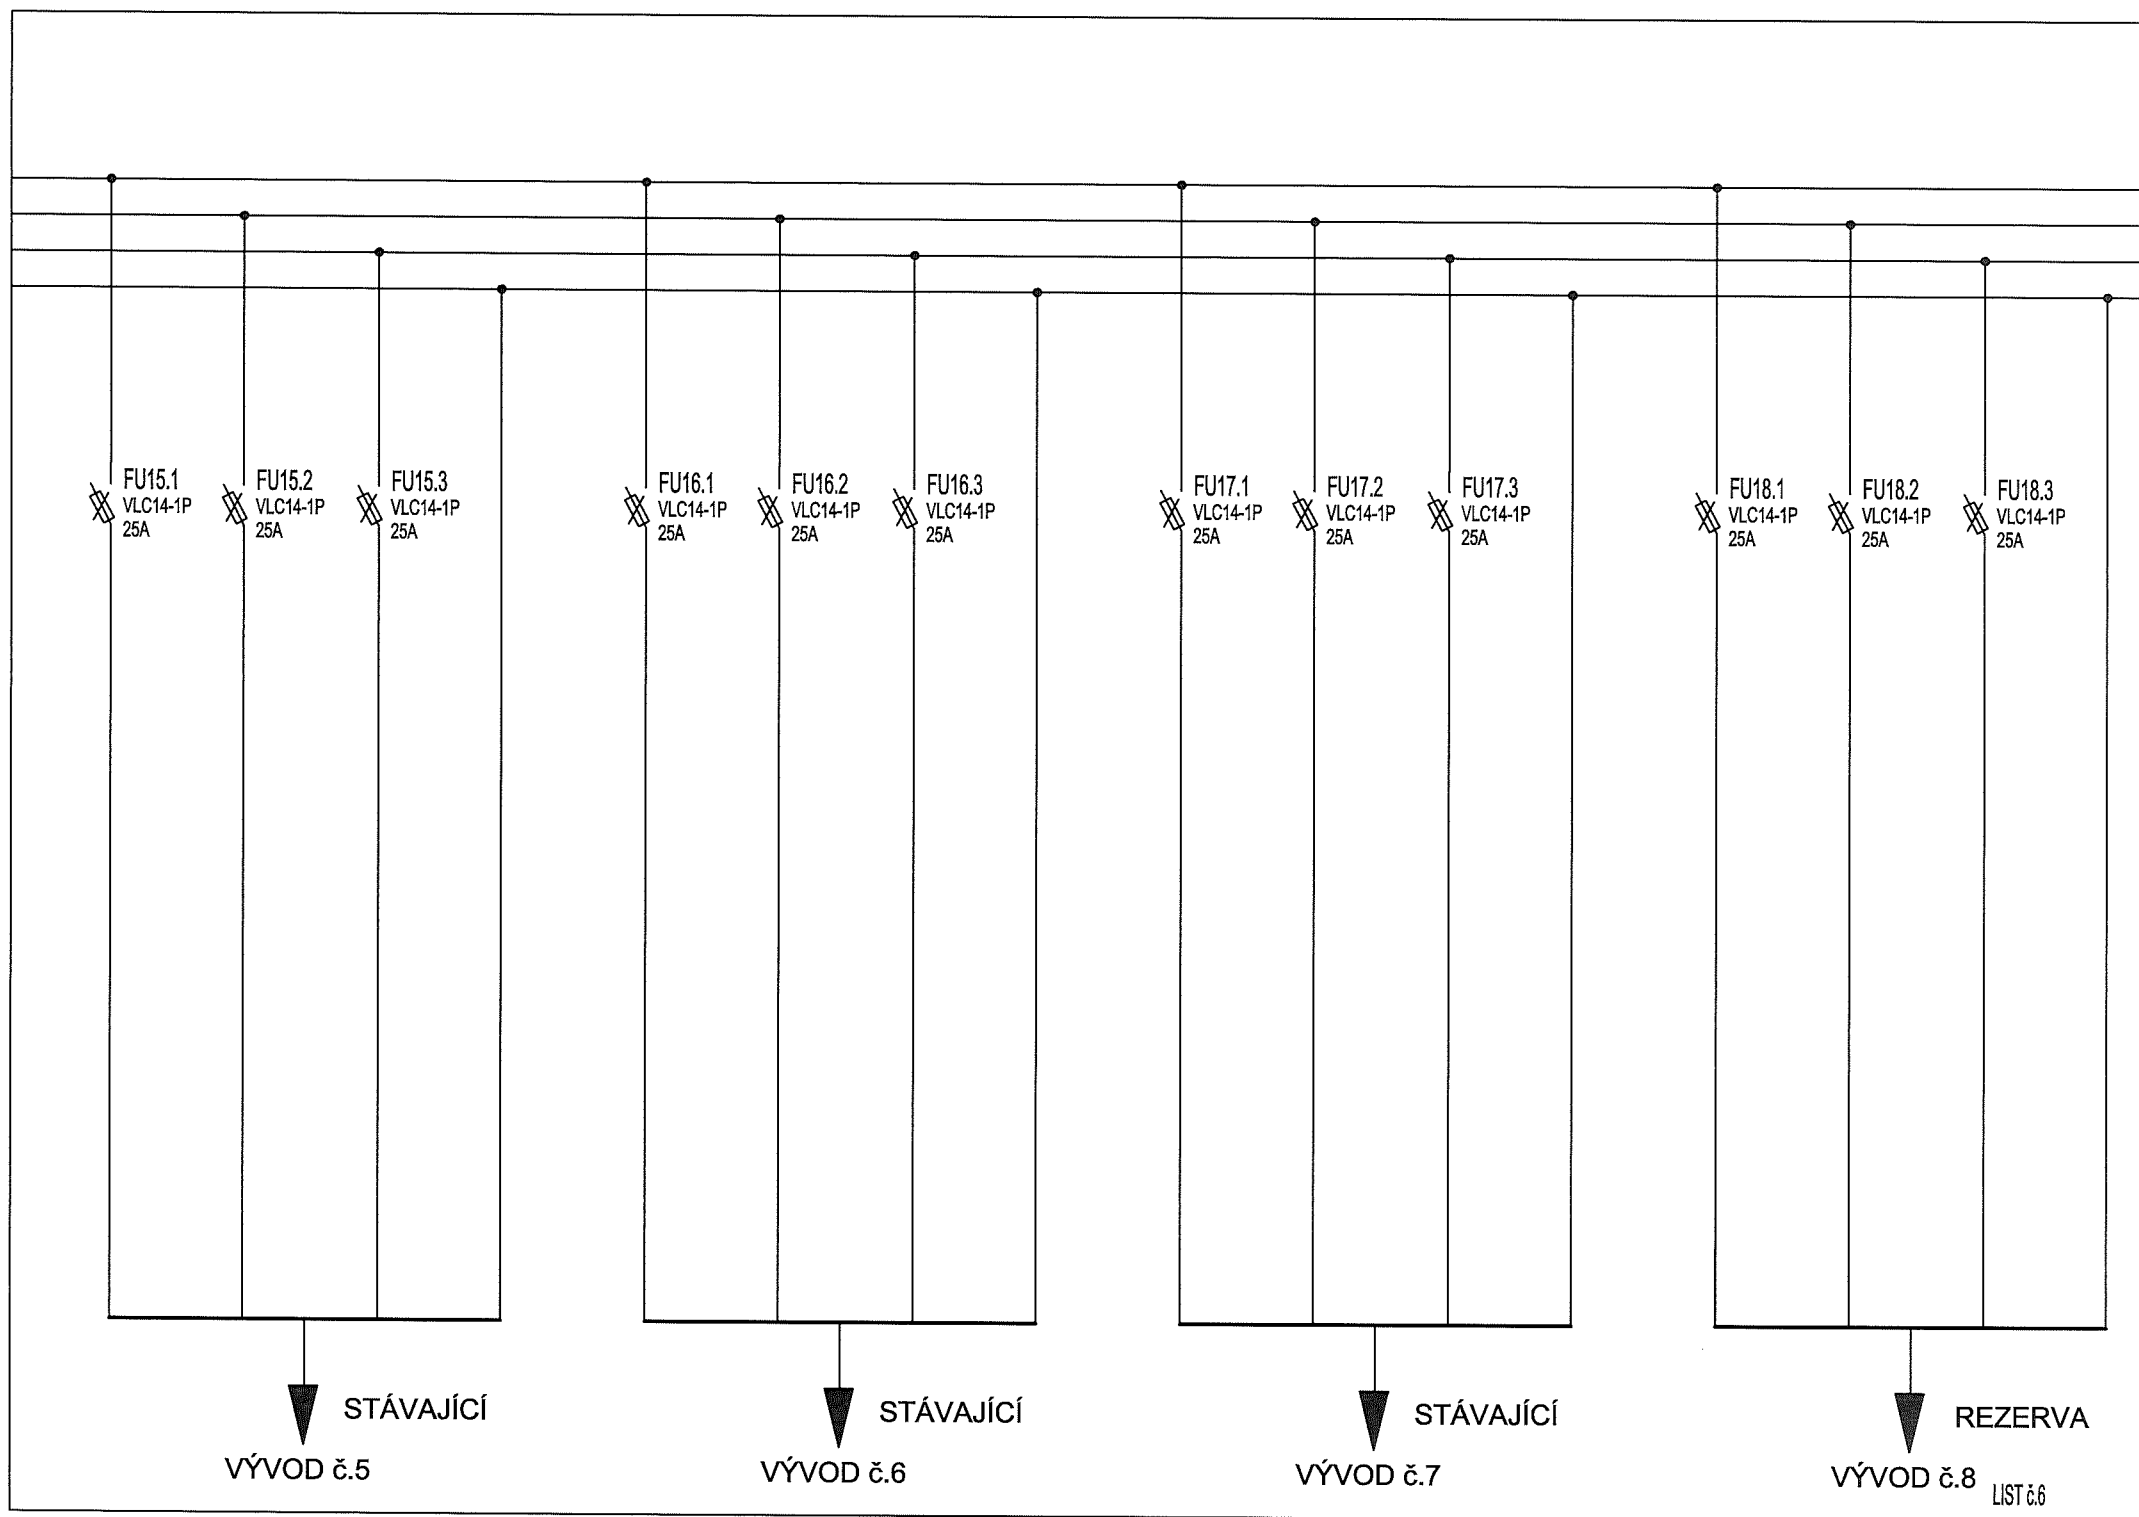 FU15.1
VLC14-1P
25A
FU15.2
VLC14-1P
25A
FU15.3
VLC14-1P
25A
FU16.1
VLC14-1P
25A
FU16.2
VLC14-1P
25A
FU16.3
VLC14-1P
25A
FU17.1
VLC14-1P
25A
FU17.2
VLC14-1P
25A
FU17.3
VLC14-1P
25A
FU18.1
VLC14-1P
25A
FU18.2
VLC14-1P
25A
FU18.3
VLC14-1P
25A
STÁVAJÍCÍ
VÝVOD č.5
STÁVAJÍCÍ
VÝVOD č.6
STÁVAJÍCÍ
VÝVOD č.7
REZERVA
VÝVOD č.8
LIST č.6